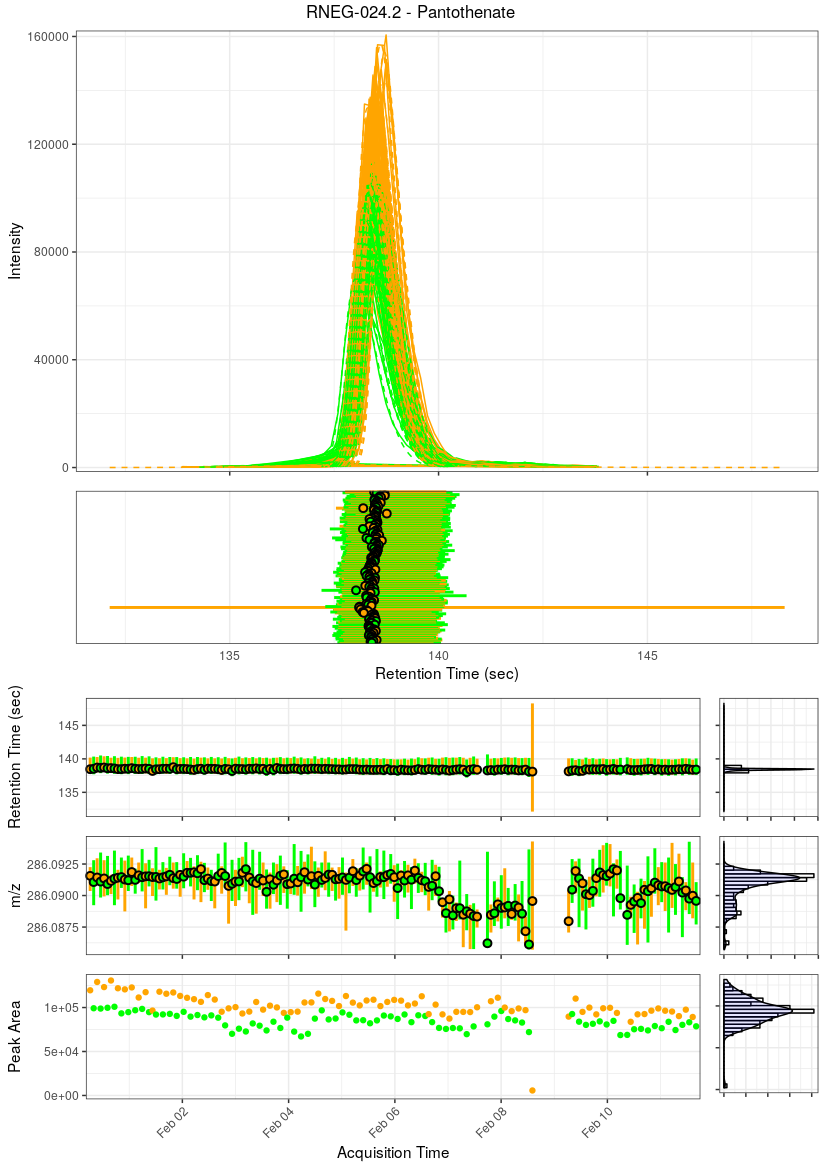 RNEG-024.2 - Pantothenate
160000
120000
80000
40000
0
Intensity
135 140 145
Retention Time (sec)
Retention Time (sec)
145
140
135
m/z
286.0925
286.0900
286.0875
Peak Area
1e+05
5e+04
0e+00
Feb 02 Feb 04 Feb 06 Feb 08 Feb 10
Acquisition Time